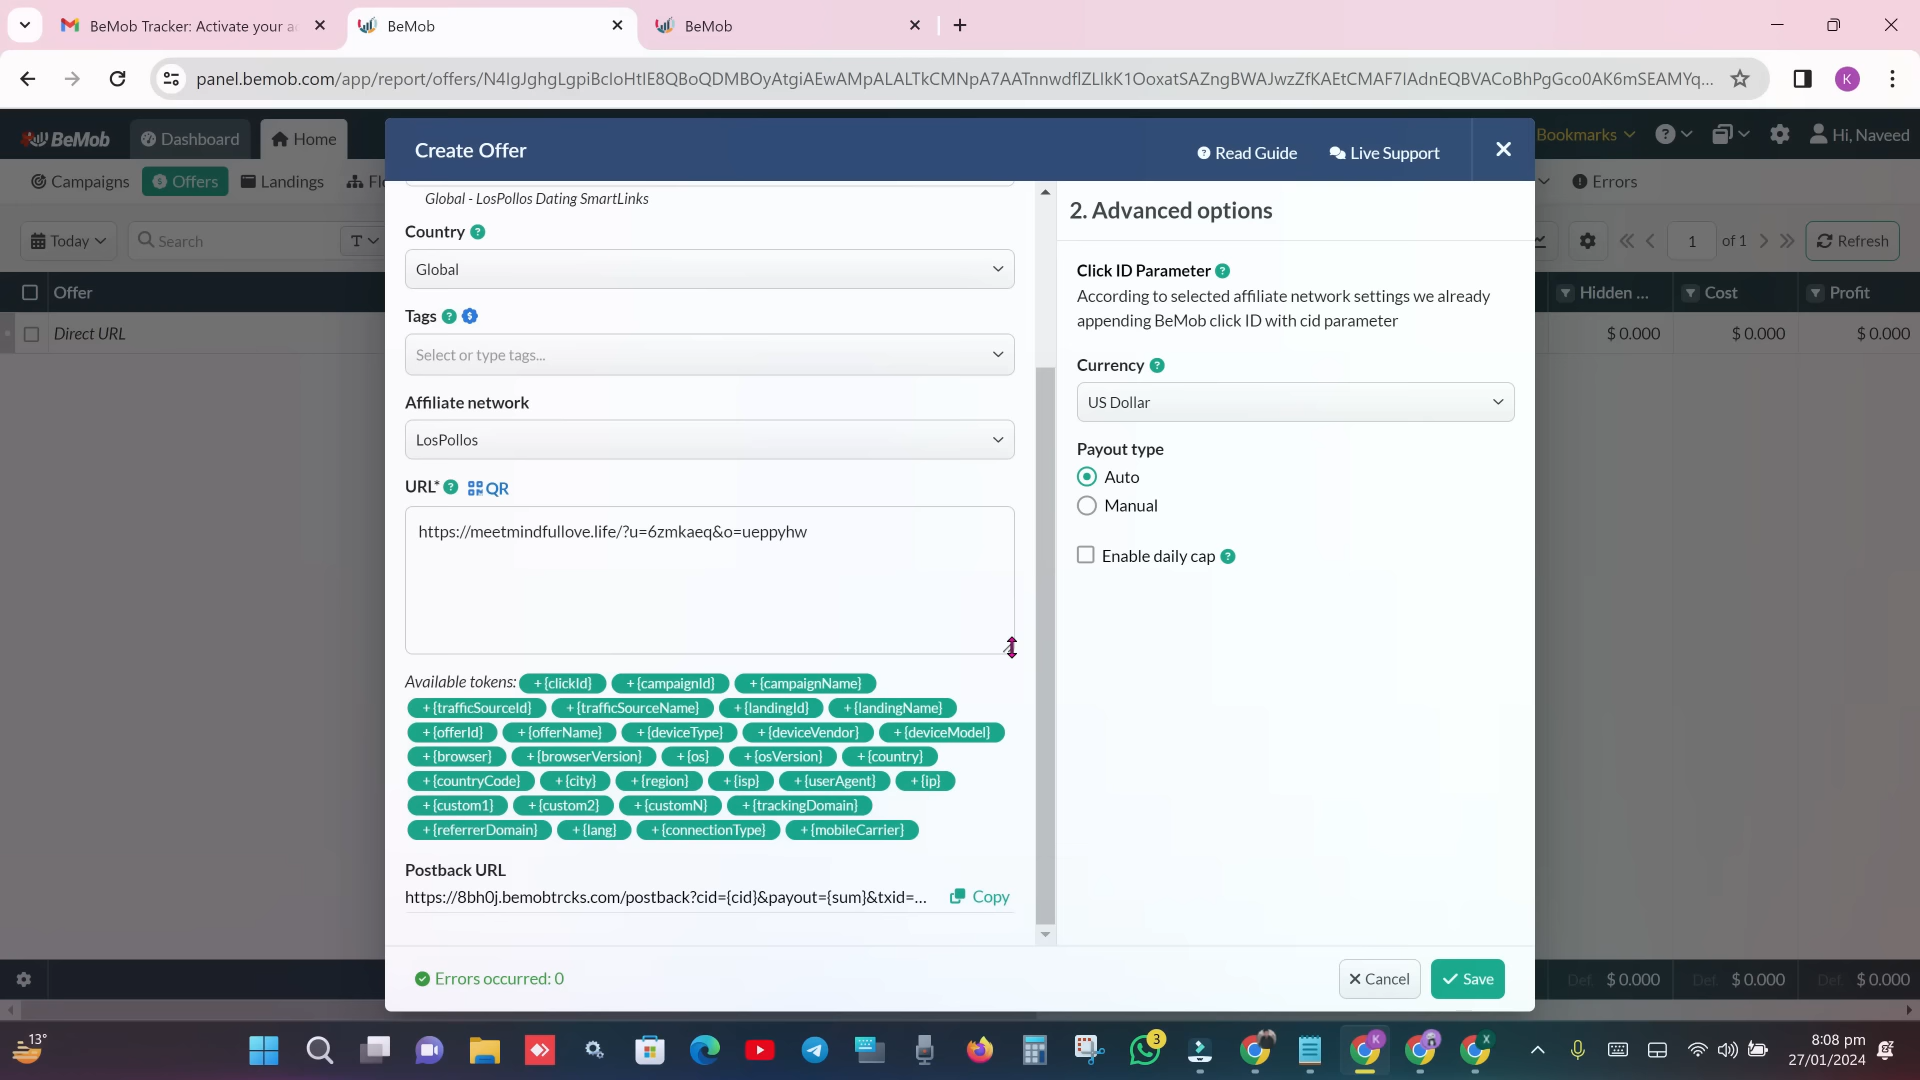 BeMob Tracker: Activate your a
BeMob
BeMob
panel.bemob.com/app/report/offers/
K
BeMob
Dashboard
Home
Create Offer
Read Guide
Live Support
Bookmarks
Hi, Naveed
Campaigns
Offers
Landings
Errors
Global - LosPollos Dating SmartLinks
2. Advanced options
Today
Search
T
1
of 1
Refresh
Country
Global
Click ID Parameter
According to selected affiliate network settings we already
appending BeMob click ID with cid parameter
Offer
Hidden ...
Cost
Profit
Direct URL
$ 0.000
$ 0.000
$ 0.000
Tags
Select or type tags...
Currency
US Dollar
Affiliate network
LosPollos
Payout type
Auto
Manual
URL*
QR
https://meetmindfullove.life/?u=6zmkaeq&o=ueppyhw
Enable daily cap
Available tokens: +{clickId} +{campaignId} +{campaignName}
+{trafficSourceId} +{trafficSourceName} +{landingId} +{landingName}
+{offerId} +{offerName} +{deviceType} +{deviceVendor} +{deviceModel}
+{browser} +{browserVersion} +{os} +{osVersion} +{country}
+{countryCode} +{city} +{region} +{isp} +{userAgent} +{ip}
+{custom1} +{custom2} +{customN} +{trackingDomain}
+{referrerDomain} +{lang} +{connectionType} +{mobileCarrier}
Postback URL
https://8bh0j.bemobtrcks.com/postback?cid={cid}&payout={sum}&txid=...
Copy
Errors occurred: 0
Cancel
Save
Def. $ 0.000
Def. $ 0.000
Def. $ 0.000
13°
3
8:08 pm
27/01/2024